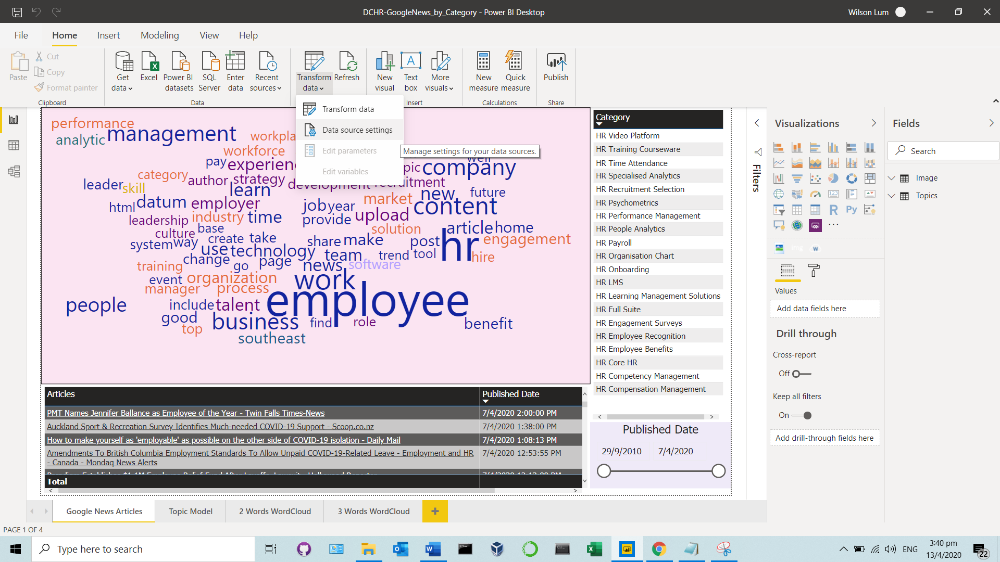 DCHR-GoogleNews_by_Category - Power BI Desktop
Wilson Lum
File Home Insert Modeling View Help
Paste
Cut
Copy
Format painter
Clipboard
Get data
Excel
Power BI datasets
SQL Server
Enter data
Recent sources
Data
Transform data
Refresh
New visual
Text box
More visuals
Insert
New measure
Quick measure
Calculations
Publish
Share
Transform data
Data source settings
Edit parameters
Edit variables
Manage settings for your data sources.
performance
analytic management workpla
workforce
pay experien pic well company
category author strategy development recruitment
leader skill learn new future
html datum employer job year market content
leadership industry time provide upload
culture base solution article home
system way create take share make post hr engagement
use technology team trend tool hire
change go page news software
training
event organization work
manager process
people include talent employee
good business find role benefit
top
southeast
Category
HR Video Platform
HR Training Courseware
HR Time Attendance
HR Specialised Analytics
HR Recruitment Selection
HR Psychometrics
HR Performance Management
HR People Analytics
HR Payroll
HR Organisation Chart
HR Onboarding
HR LMS
HR Learning Management Solutions
HR Full Suite
HR Engagement Surveys
HR Employee Recognition
HR Employee Benefits
HR Core HR
HR Competency Management
HR Compensation Management
Articles Published Date
PMT Names Jennifer Ballance as Employee of the Year - Twin Falls Times-News 7/4/2020 2:00:00 PM
Auckland Sport & Recreation Survey Identifies Much-needed COVID-19 Support - Scoop.co.nz 7/4/2020 1:38:00 PM
How to make yourself as 'employable' as possible on the other side of COVID-19 isolation - Daily Mail 7/4/2020 1:08:13 PM
Amendments To British Columbia Employment Standards To Allow Unpaid COVID-19-Related Leave - Employment and HR 7/4/2020 12:53:55 PM
- Canada - Mondaq News Alerts
Total
Published Date
29/9/2010 7/4/2020
Filters
Visualizations
R Py
Values
Add data fields here
Drill through
Cross-report
Off
Keep all filters
On
Add drill-through fields here
Fields
Search
Image
Topics
Google News Articles Topic Model 2 Words WordCloud 3 Words WordCloud +
PAGE 1 OF 4
Type here to search
ENG
3:40 pm
13/4/2020
22